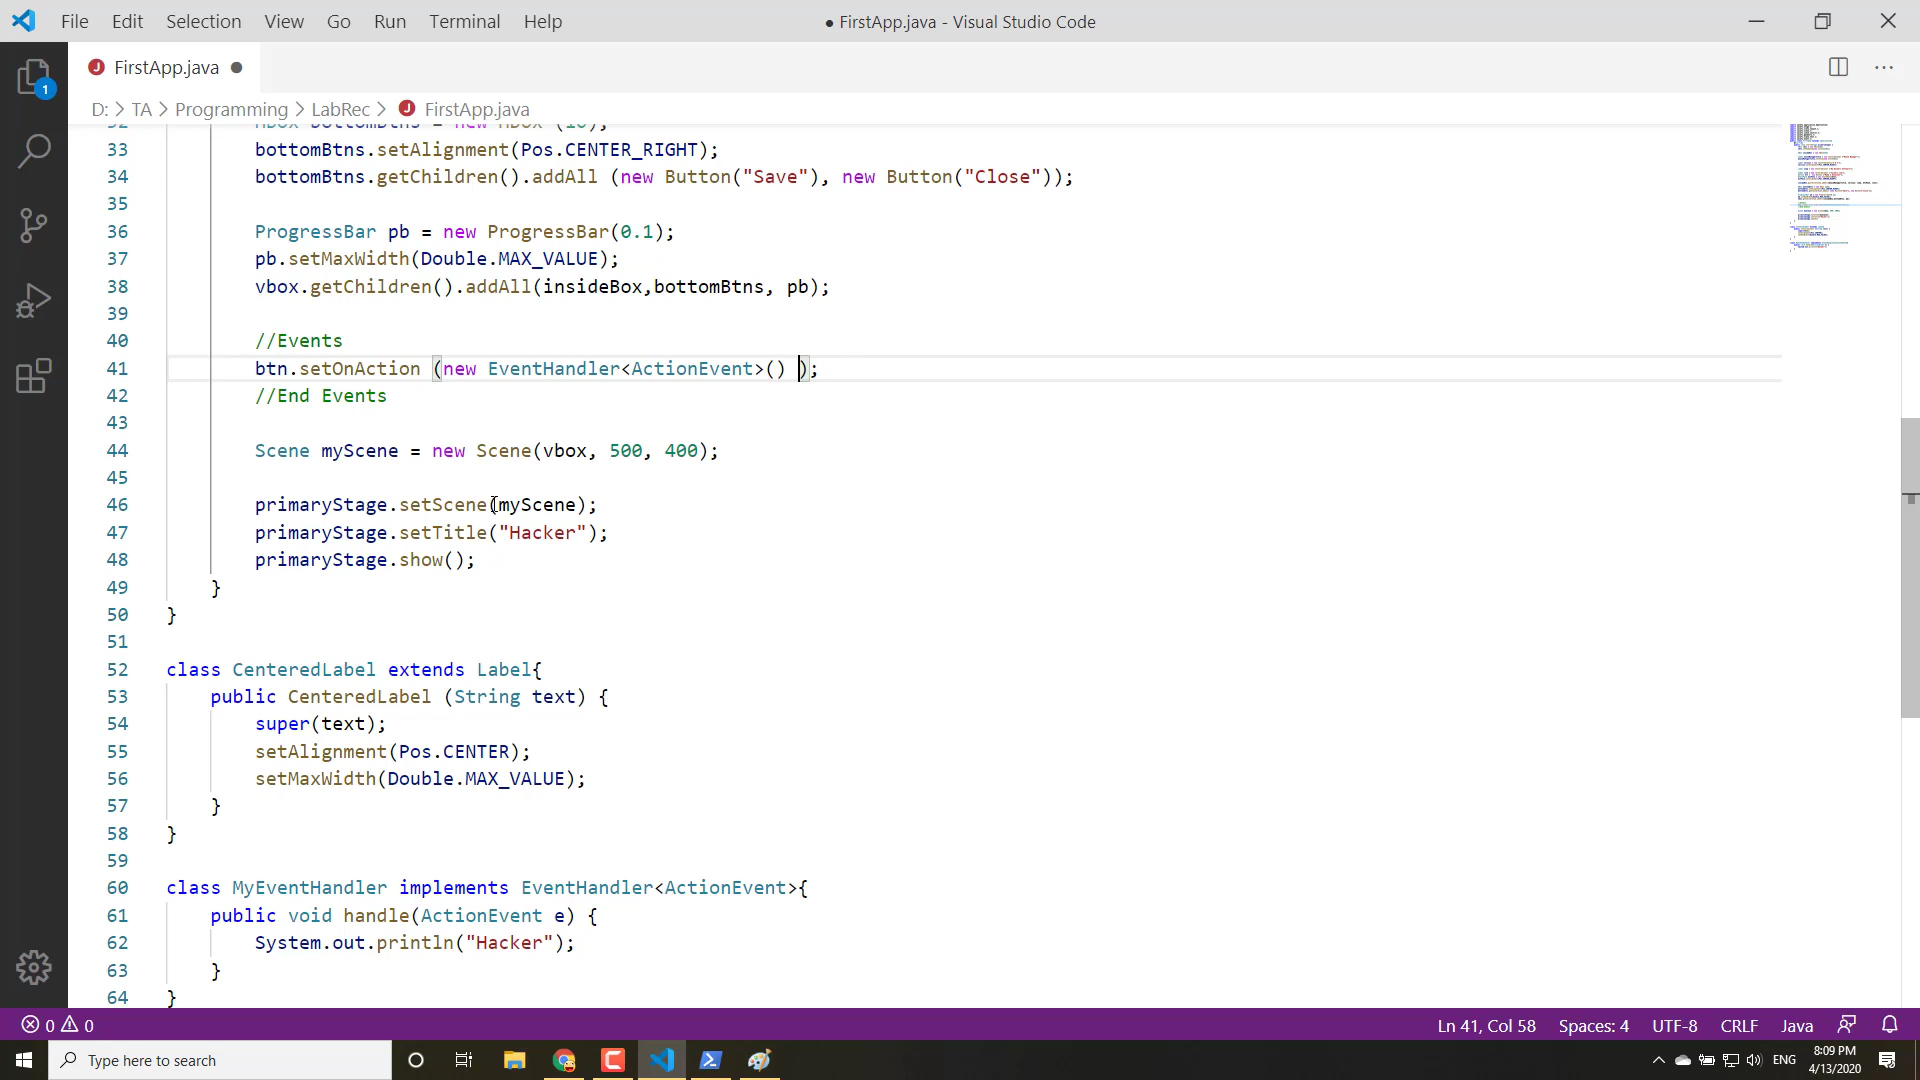 File Edit Selection View Go Run Terminal Help
● FirstApp.java - Visual Studio Code
J FirstApp.java ●
1
D: > TA > Programming > LabRec > J FirstApp.java
32 HBox bottomBtns = new HBox (10);
33 bottomBtns.setAlignment(Pos.CENTER_RIGHT);
34 bottomBtns.getChildren().addAll (new Button("Save"), new Button("Close"));
35
36 ProgressBar pb = new ProgressBar(0.1);
37 pb.setMaxWidth(Double.MAX_VALUE);
38 vbox.getChildren().addAll(insideBox,bottomBtns, pb);
39
40 //Events
41 btn.setOnAction (new EventHandler<ActionEvent>() );
42 //End Events
43
44 Scene myScene = new Scene(vbox, 500, 400);
45
46 primaryStage.setScene(myScene);
47 primaryStage.setTitle("Hacker");
48 primaryStage.show();
49 }
50 }
51
52 class CenteredLabel extends Label{
53 public CenteredLabel (String text) {
54 super(text);
55 setAlignment(Pos.CENTER);
56 setMaxWidth(Double.MAX_VALUE);
57 }
58 }
59
60 class MyEventHandler implements EventHandler<ActionEvent>{
61 public void handle(ActionEvent e) {
62 System.out.println("Hacker");
63 }
64 }
0 0
Ln 41, Col 58 Spaces: 4 UTF-8 CRLF Java
Type here to search
ENG
8:09 PM
4/13/2020